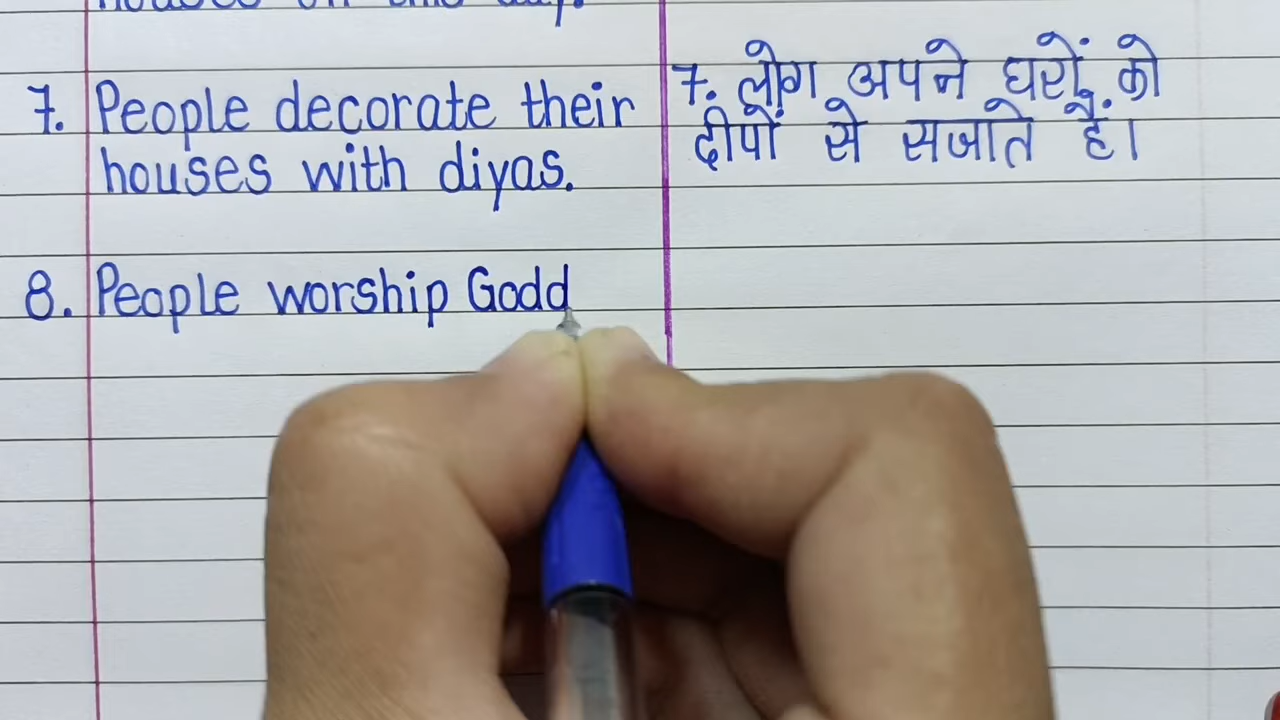 7. People decorate their
houses with diyas.
7. लोग अपने घरों को
दीपों से सजाते हैं।
8. People worship Godd